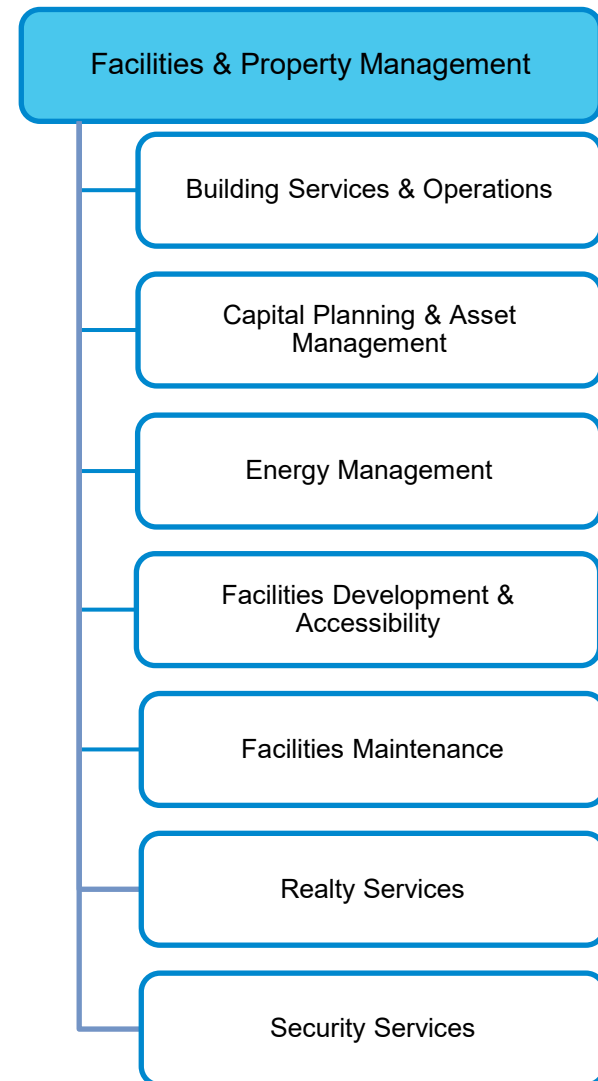 Facilities & Property Management
Building Services & Operations
Capital Planning & Asset
Management
Energy Management
Facilities Development &
Accessibility
Facilities Maintenance
Realty Services
Security Services